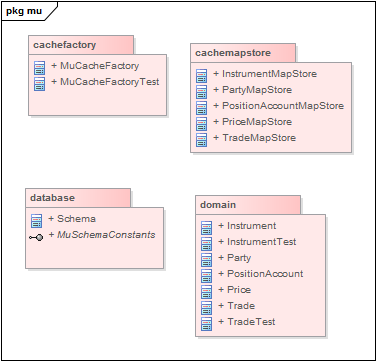 pkg mu
cachefactory
+ MuCacheFactory
+ MuCacheFactoryTest
cachemapstore
+ InstrumentMapStore
+ PartyMapStore
+ PositionAccountMapStore
+ PriceMapStore
+ TradeMapStore
database
+ Schema
+ MuSchemaConstants
domain
+ Instrument
+ InstrumentTest
+ Party
+ PositionAccount
+ Price
+ Trade
+ TradeTest